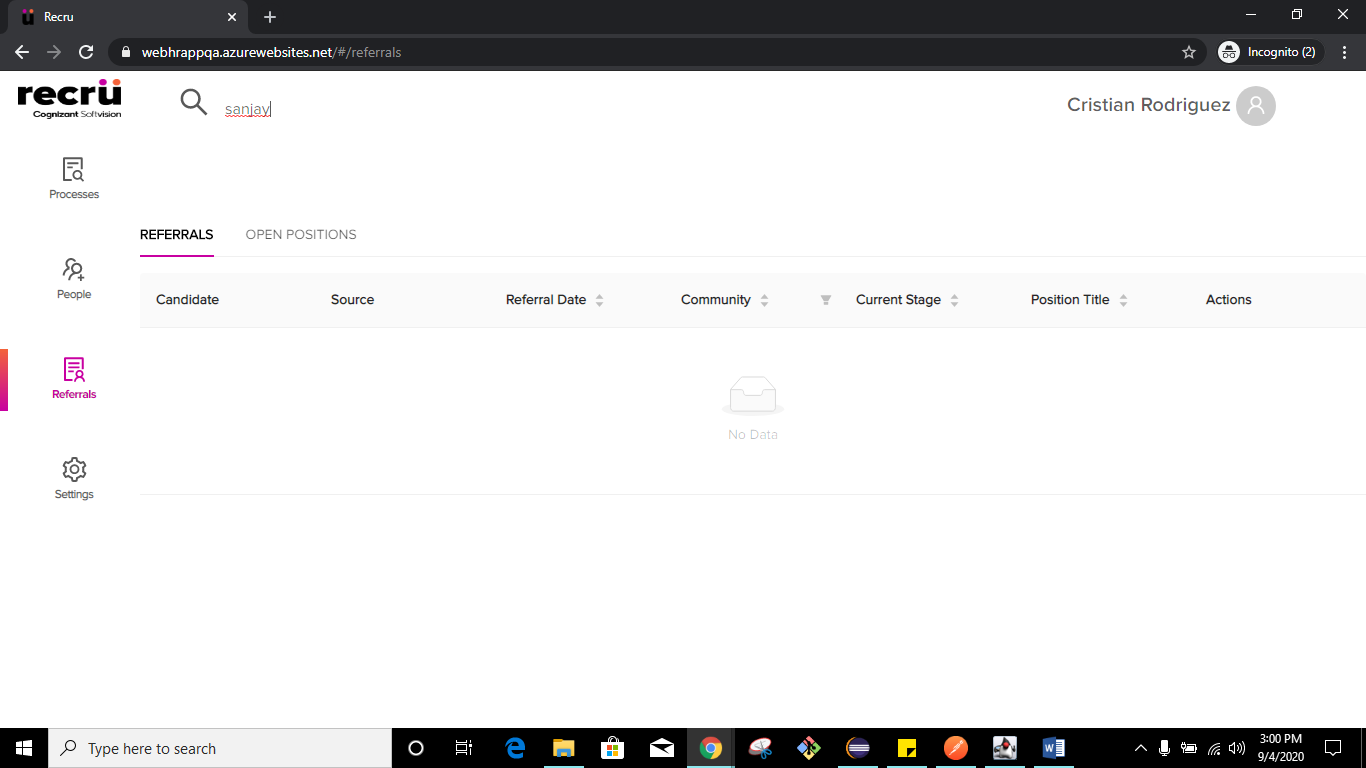 Recru
webhrappqa.azurewebsites.net/#/referrals
Incognito (2)
recrü
Cognizant Softvision
sanjay
Cristian Rodriguez
Processes
People
Referrals
Settings
REFERRALS OPEN POSITIONS
Candidate Source Referral Date Community Current Stage Position Title Actions
No Data
Type here to search
3:00 PM
9/4/2020